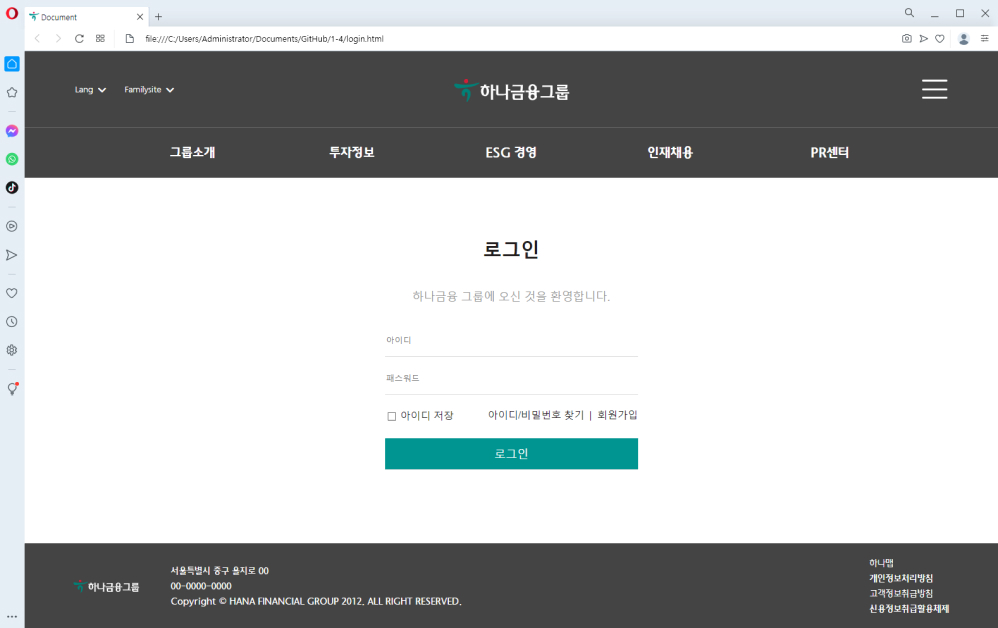 Document
file:///C:/Users/Administrator/Documents/GitHub/1-4/login.html
Lang
Familysite
하나금융그룹
그룹소개
투자정보
ESG 경영
인재채용
PR센터
로그인
하나금융 그룹에 오신 것을 환영합니다.
아이디
패스워드
아이디 저장
아이디/비밀번호 찾기 | 회원가입
로그인
하나금융그룹
서울특별시 중구 을지로 00
00-0000-0000
Copyright © HANA FINANCIAL GROUP 2012. ALL RIGHT RESERVED.
하나맵
개인정보처리방침
고객정보취급방침
신용정보취급활용체제